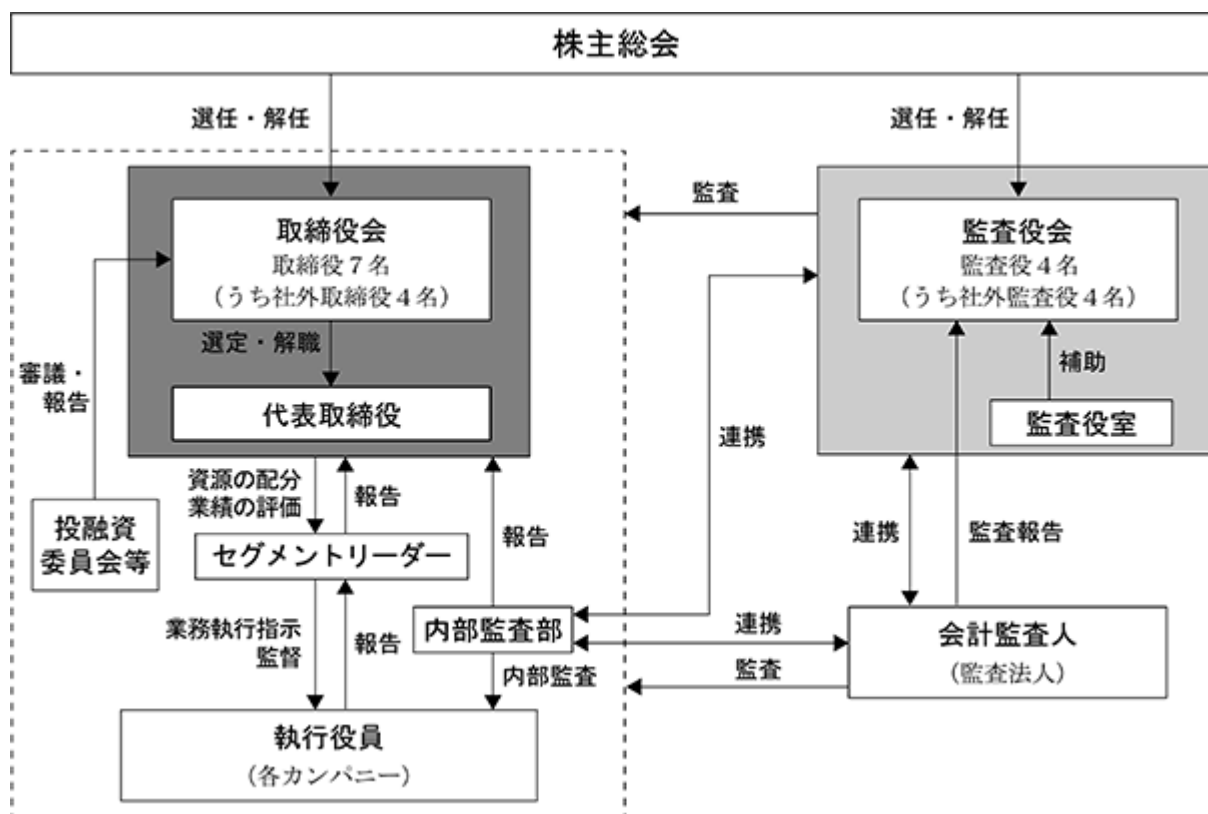 株主総会
選任・解任
選任・解任
取締役会
取締役7名
（うち社外取締役4名）
選定・解職
代表取締役
監査
監査役会
監査役4名
（うち社外監査役4名）
補助
監査役室
審議・
報告
投融資
委員会等
資源の配分
業績の評価
報告
報告
連携
連携
監査報告
セグメントリーダー
業務執行指示
監督
報告
内部監査部
内部監査
連携
監査
会計監査人
（監査法人）
執行役員
（各カンパニー）